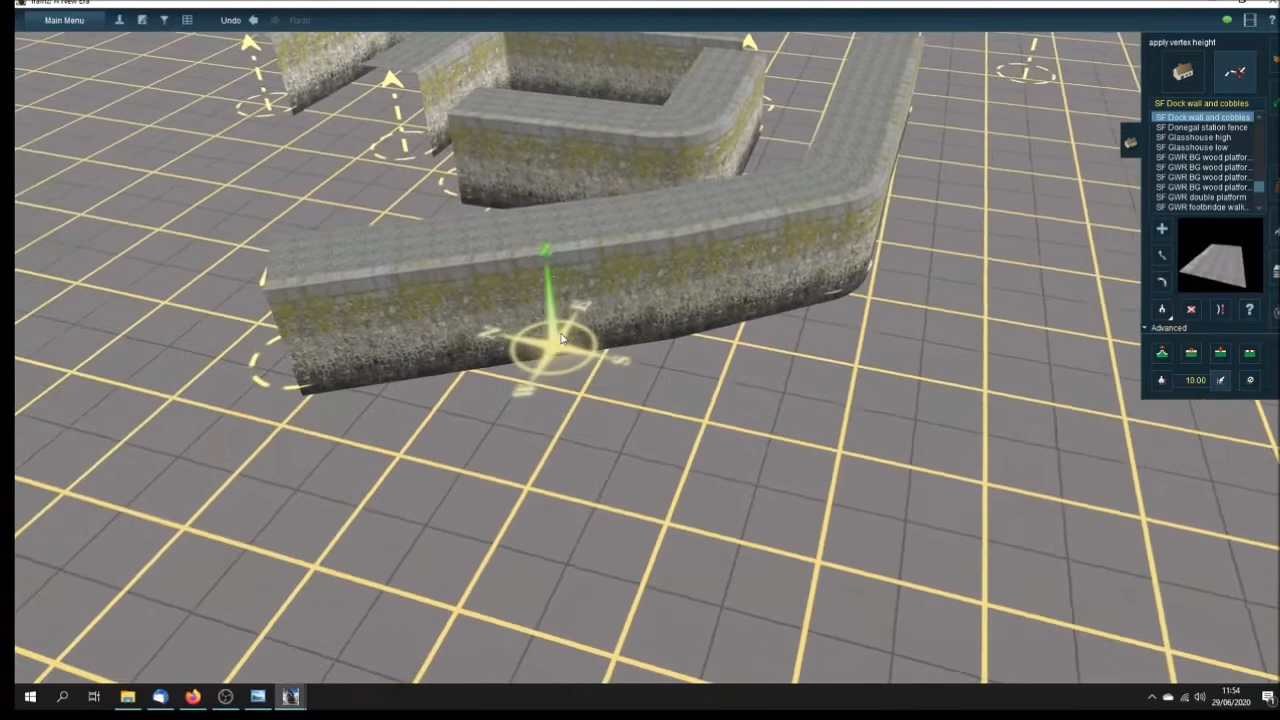 Trainz: A New Era
Main Menu
Undo
Redo
?
apply vertex height
SF Dock wall and cobbles
SF Dock wall and cobbles
SF Donegal station fence
SF Glasshouse high
SF Glasshouse low
SF GWR BG wood platfor...
SF GWR BG wood platfor...
SF GWR BG wood platfor...
SF GWR BG wood platfor...
SF GWR double platform
SF GWR footbridge walk...
?
Advanced
10.00
11:54
29/06/2020